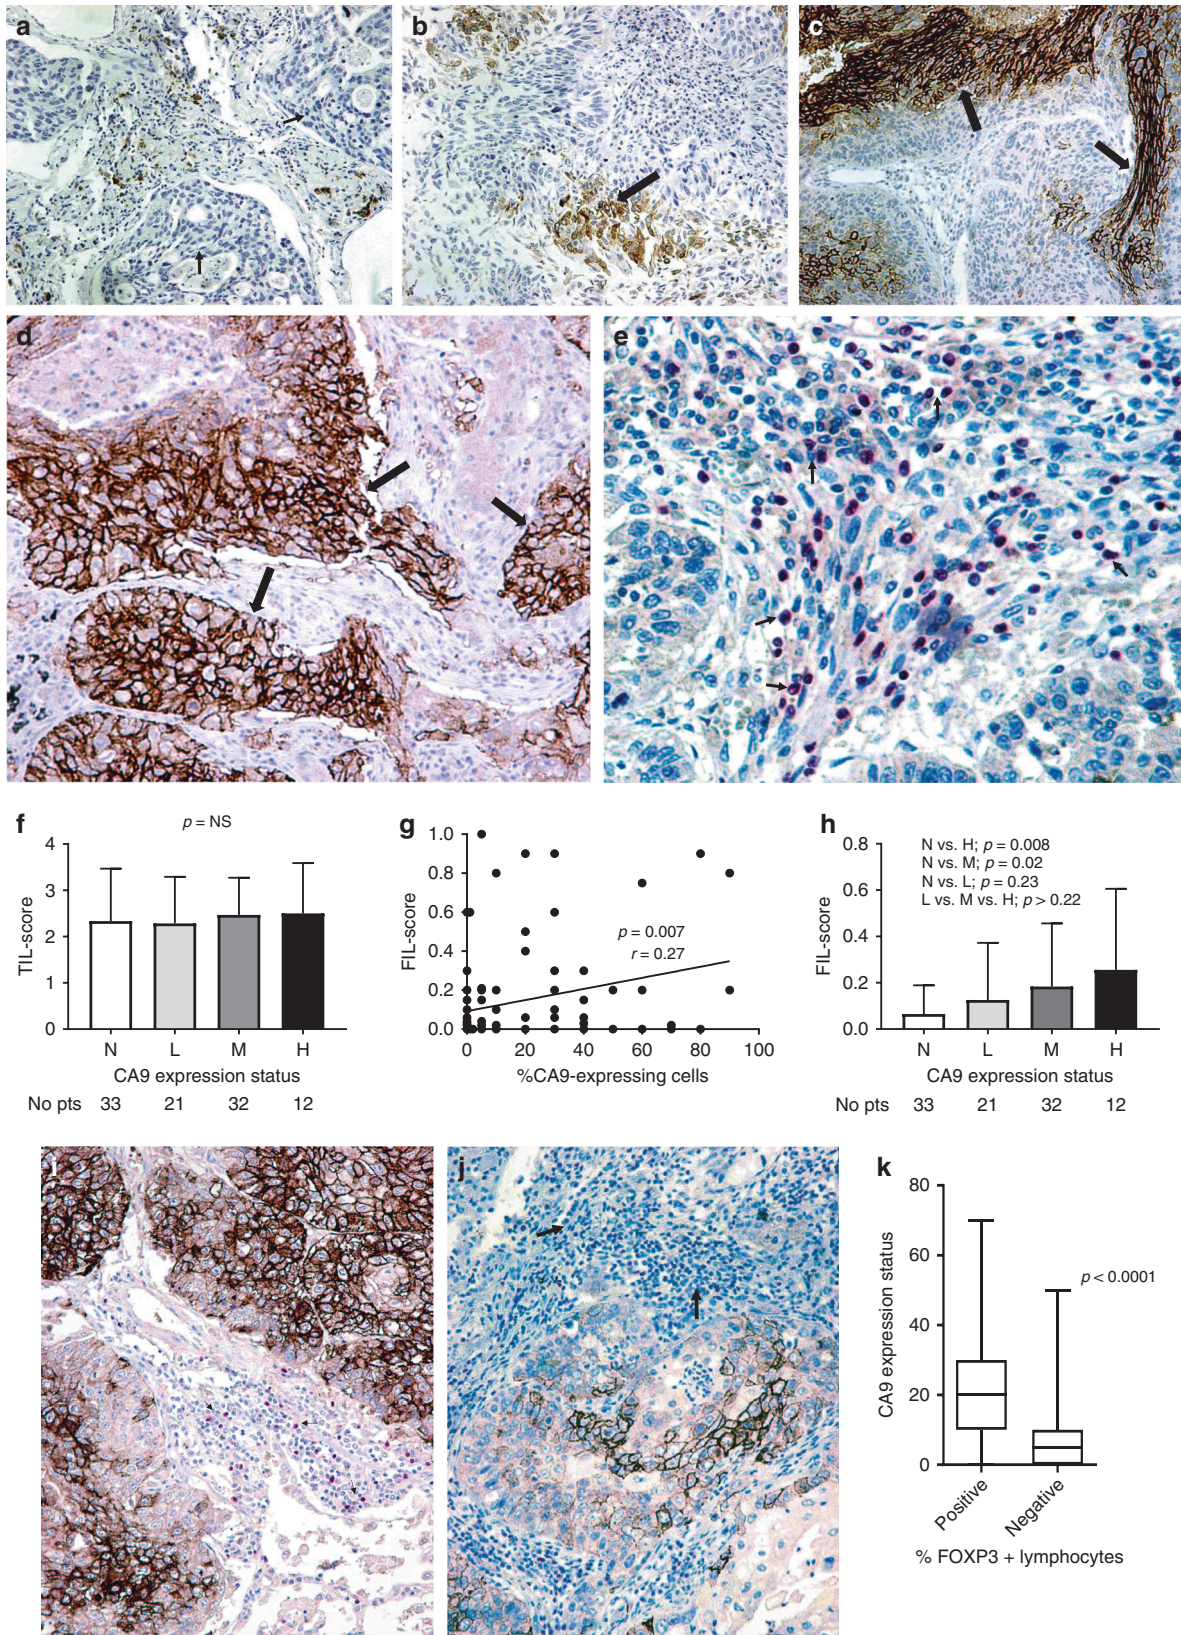 a
b
c
d
e
f
p = NS
4
3
2
1
0
TIL-score
N
L
M
H
CA9 expression status
No pts 33 21 32 12
g
1.0
0.8
0.6
0.4
0.2
0.0
FIL-score
p = 0.007
r = 0.27
0 20 40 60 80 100
%CA9-expressing cells
h
N vs. H; p = 0.008
N vs. M; p = 0.02
N vs. L; p = 0.23
L vs. M vs. H; p > 0.22
0.8
0.6
0.4
0.2
0.0
FIL-score
N
L
M
H
CA9 expression status
No pts 33 21 32 12
i
j
k
80
60
40
20
0
CA9 expression status
p < 0.0001
Positive
Negative
% FOXP3 + lymphocytes